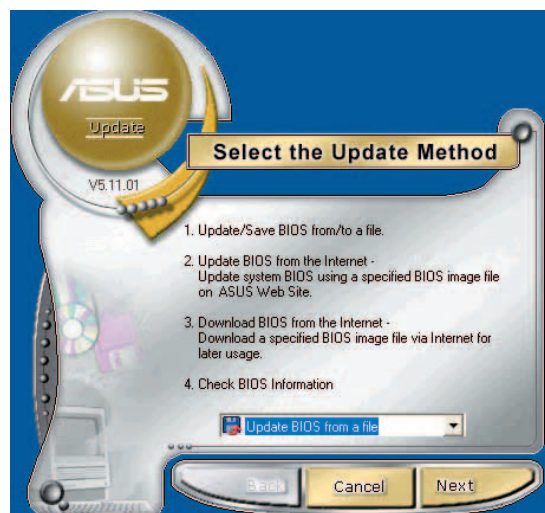 ASUS
Update
V5.11.01
Select the Update Method
1. Update/Save BIOS from/to a file.
2. Update BIOS from the Internet -
Update system BIOS using a specified BIOS image file
on ASUS Web Site.
3. Download BIOS from the Internet -
Download a specified BIOS image file via Internet for
later usage.
4. Check BIOS Information
Update BIOS from a file
Back
Cancel
Next